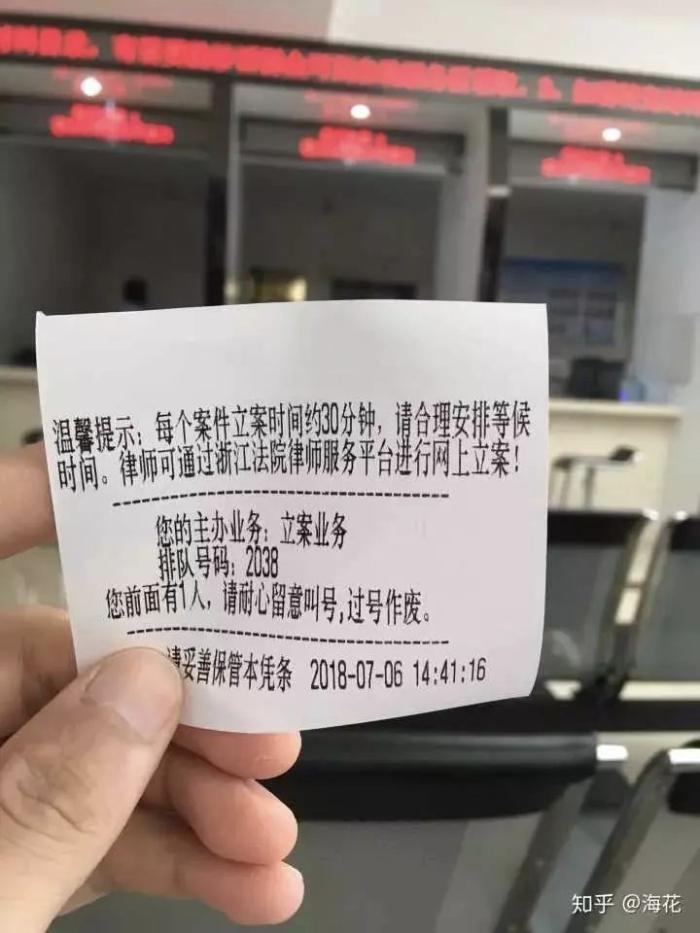 温馨提示：每个案件立案时间约30分钟，请合理安排等候
时间。律师可通过浙江法院律师服务平台进行网上立案！
您的主办业务：立案业务
排队号码：2038
您前面有1人，请耐心留意叫号,过号作废。
请妥善保管本凭条 2018-07-06 14:41:16
知乎 @海花